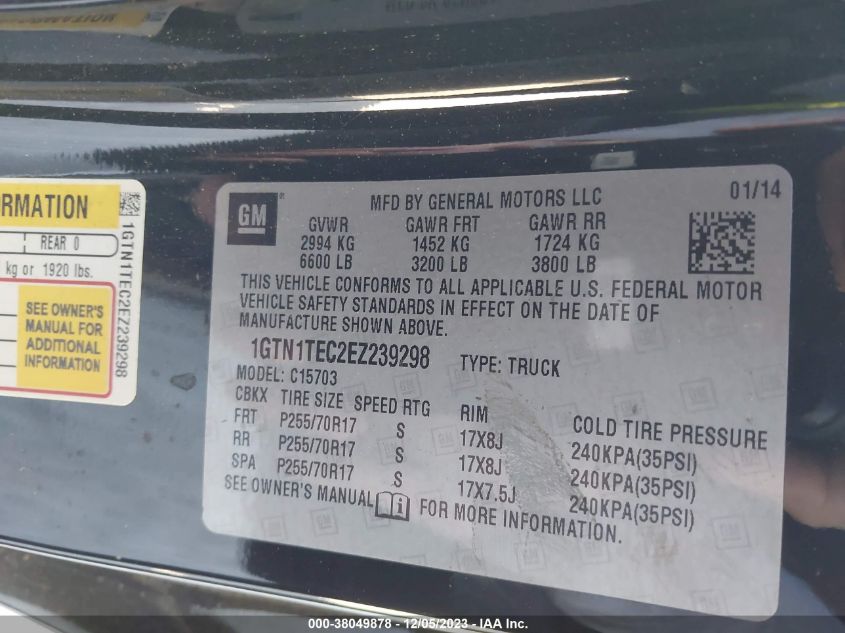 RMATION
REAR 0
kg or 1920 lbs.
SEE OWNER'S
MANUAL FOR
ADDITIONAL
INFORMATION
1GTN1TEC2EZ239298
GM
MFD BY GENERAL MOTORS LLC
01/14
GVWR GAWR FRT GAWR RR
2994 KG 1452 KG 1724 KG
6600 LB 3200 LB 3800 LB
THIS VEHICLE CONFORMS TO ALL APPLICABLE U.S. FEDERAL MOTOR
VEHICLE SAFETY STANDARDS IN EFFECT ON THE DATE OF
MANUFACTURE SHOWN ABOVE.
1GTN1TEC2EZ239298 TYPE: TRUCK
MODEL: C15703
CBKX TIRE SIZE SPEED RTG RIM COLD TIRE PRESSURE
FRT P255/70R17 S 17X8J 240KPA(35PSI)
RR P255/70R17 S 17X8J 240KPA(35PSI)
SPA P255/70R17 S 17X7.5J 240KPA(35PSI)
SEE OWNER'S MANUAL FOR MORE INFORMATION.
000-38049878 - 12/05/2023 - IAA Inc.